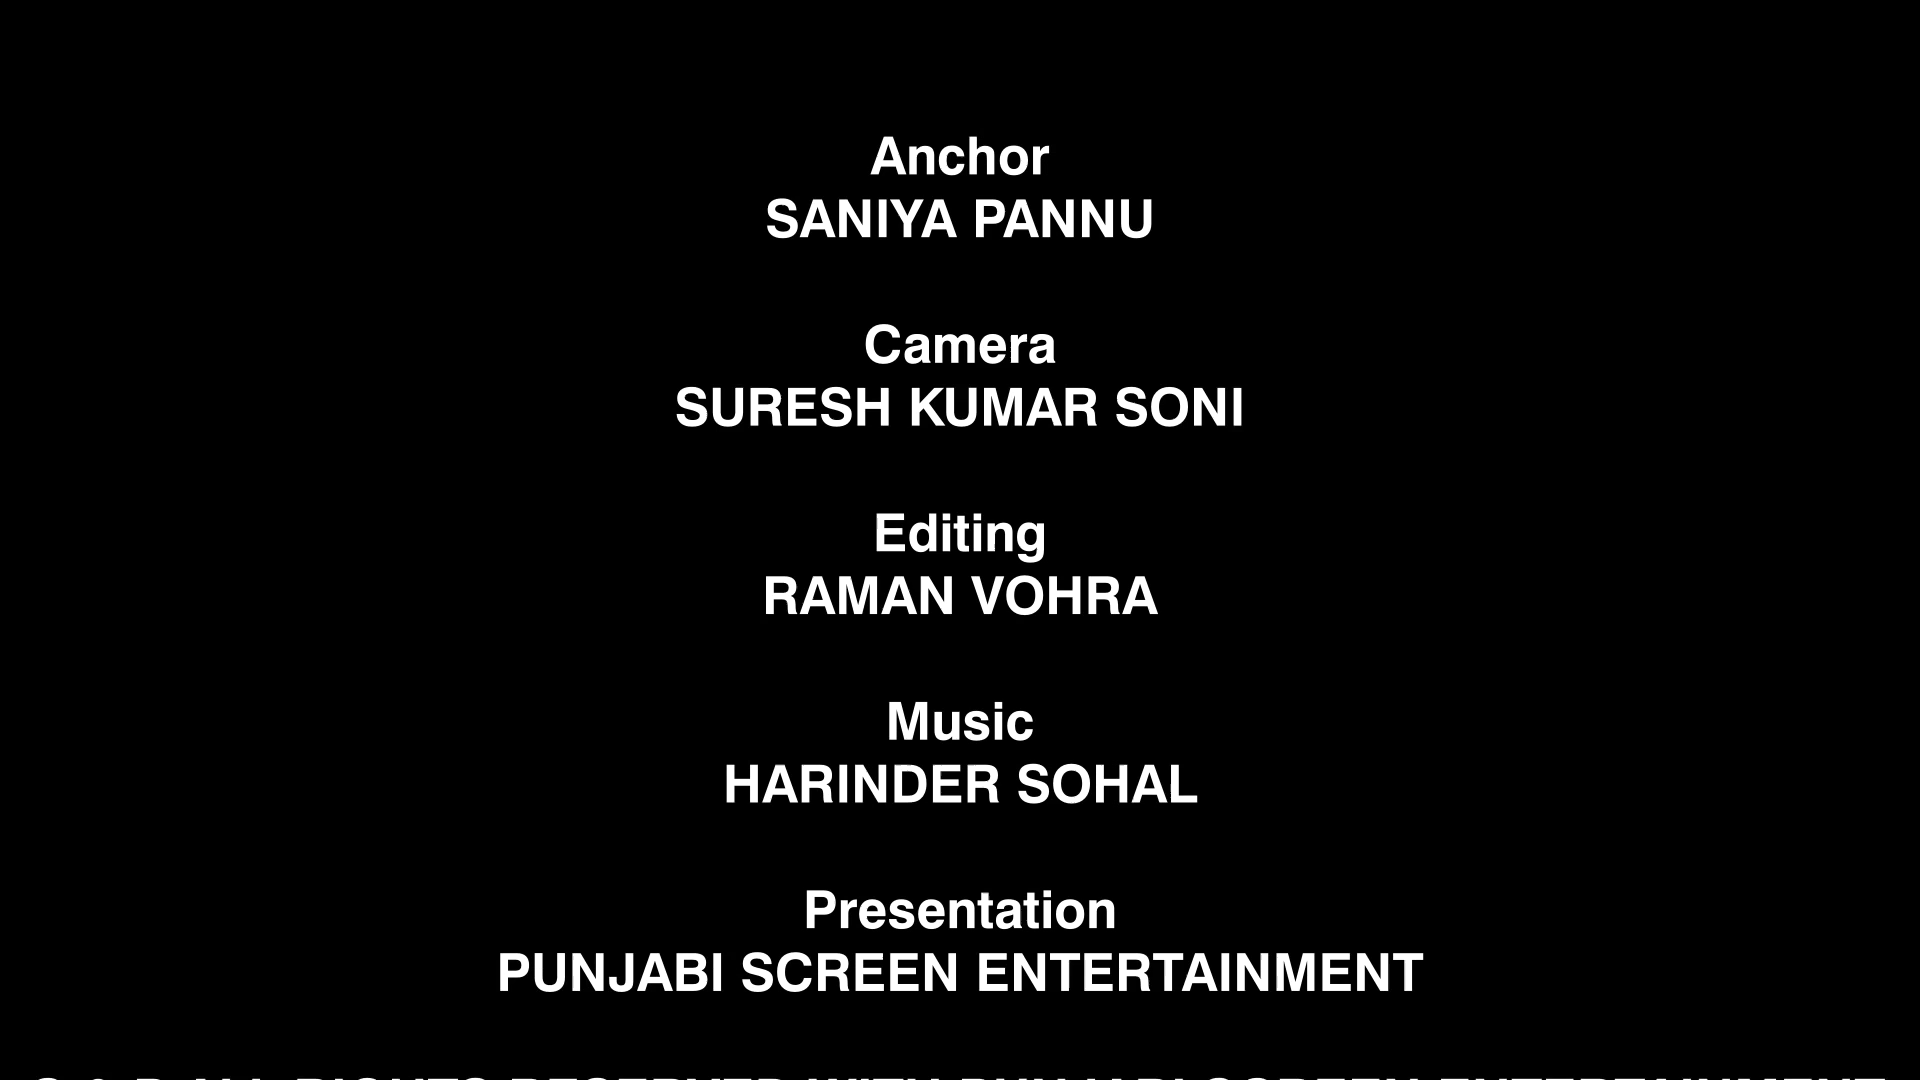 Anchor
SANIYA PANNU
Camera
SURESH KUMAR SONI
Editing
RAMAN VOHRA
Music
HARINDER SOHAL
Presentation
PUNJABI SCREEN ENTERTAINMENT